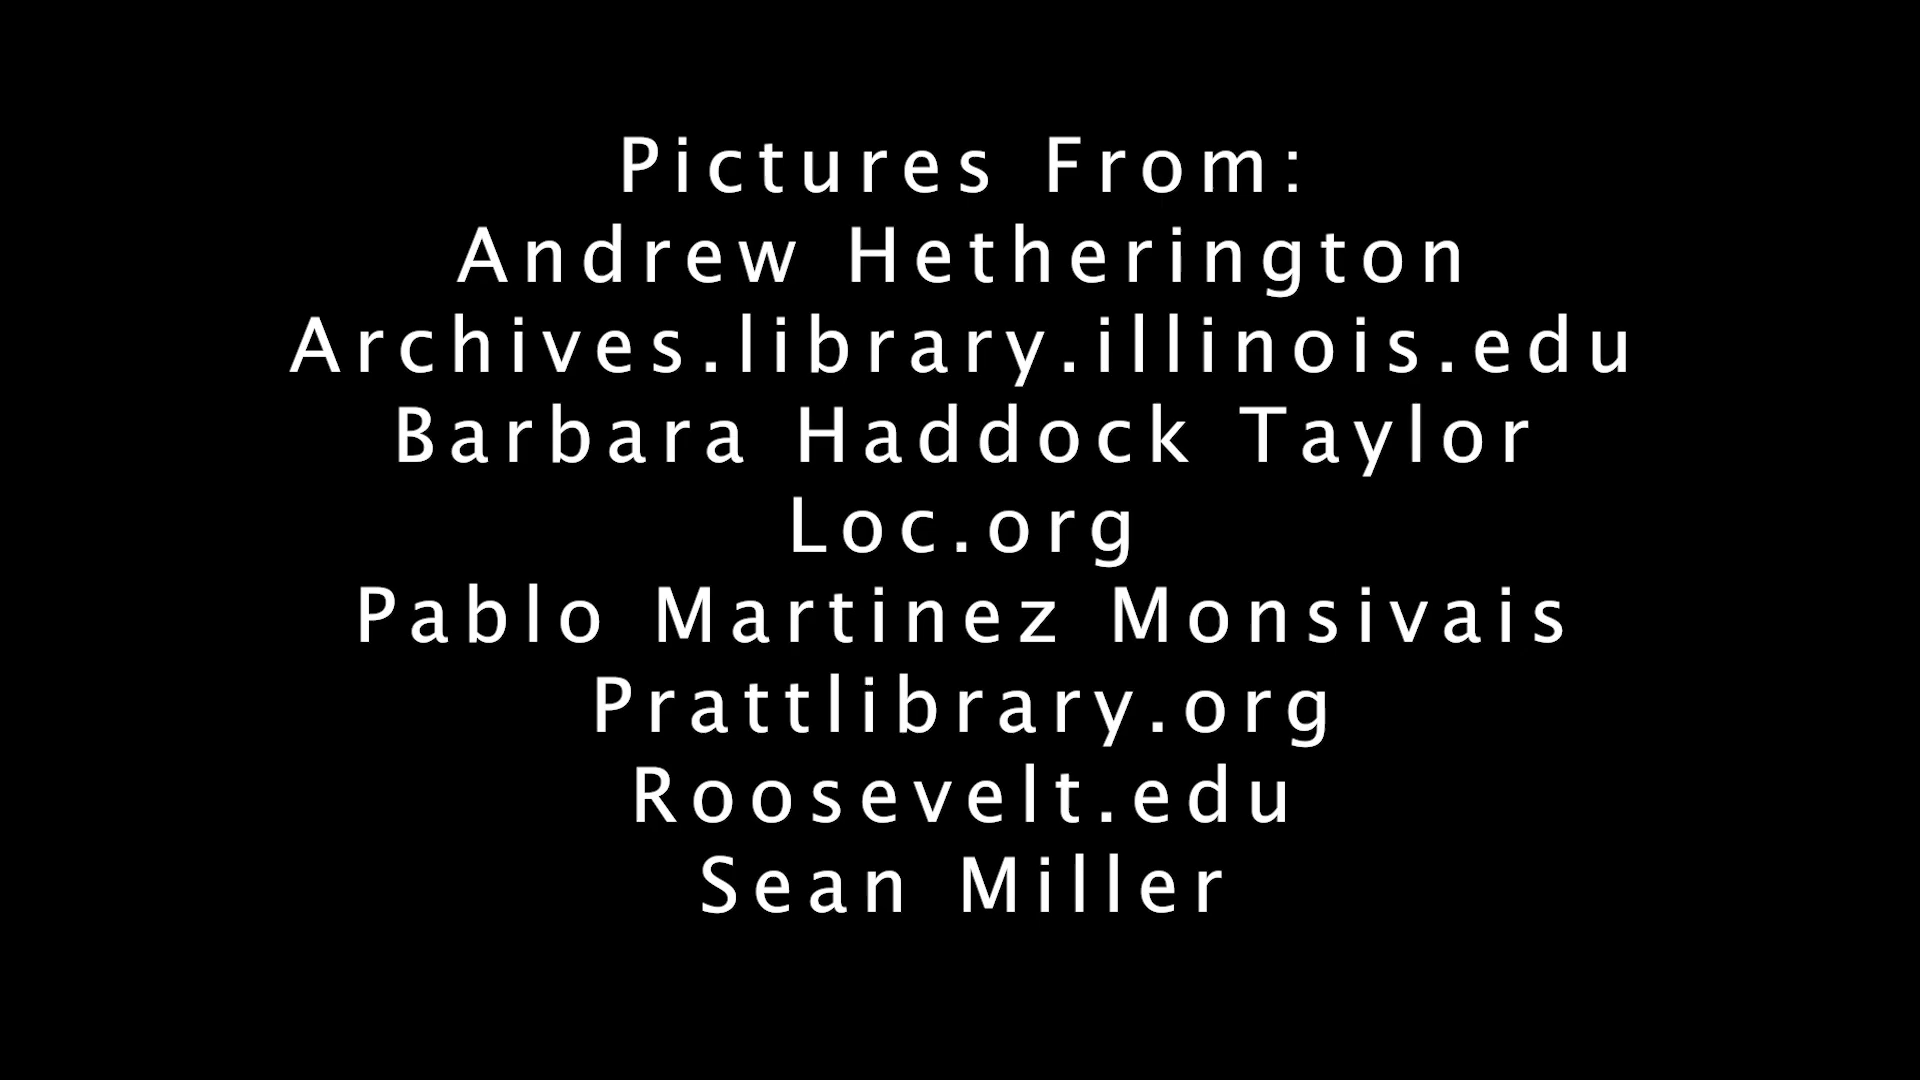 Pictures From:
Andrew Hetherington
Archives.library.illinois.edu
Barbara Haddock Taylor
Loc.org
Pablo Martinez Monsivais
Prattlibrary.org
Roosevelt.edu
Sean Miller